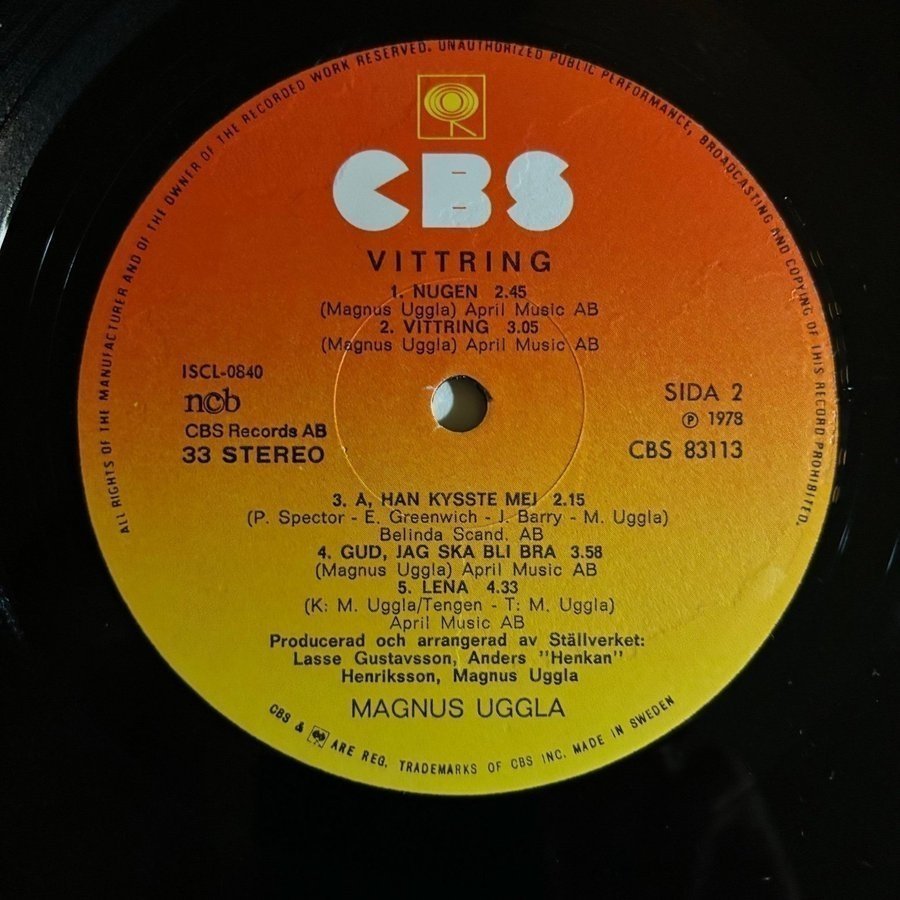 ALL RIGHTS OF THE MANUFACTURER AND OF THE OWNER OF THE RECORDED WORK RESERVED. UNAUTHORIZED PUBLIC PERFORMANCE, BROADCASTING AND COPYING OF THIS RECORD PROHIBITED.
CBS
VITTRING
1. NUGEN 2.45
(Magnus Uggla) April Music AB
2. VITTRING 3.05
(Magnus Uggla) April Music AB
ISCL-0840
ncb
CBS Records AB
33 STEREO
SIDA 2
℗ 1978
CBS 83113
3. A, HAN KYSSTE MEJ 2.15
(P. Spector - E. Greenwich - J. Barry - M. Uggla)
Belinda Scand. AB
4. GUD, JAG SKA BLI BRA 3.58
(Magnus Uggla) April Music AB
5. LENA 4.33
(K: M. Uggla/Tengen - T: M. Uggla)
April Music AB
Producerad och arrangerad av Ställverket:
Lasse Gustavsson, Anders "Henkan"
Henriksson, Magnus Uggla
MAGNUS UGGLA
CBS & ARE REG. TRADEMARKS OF CBS INC. MADE IN SWEDEN